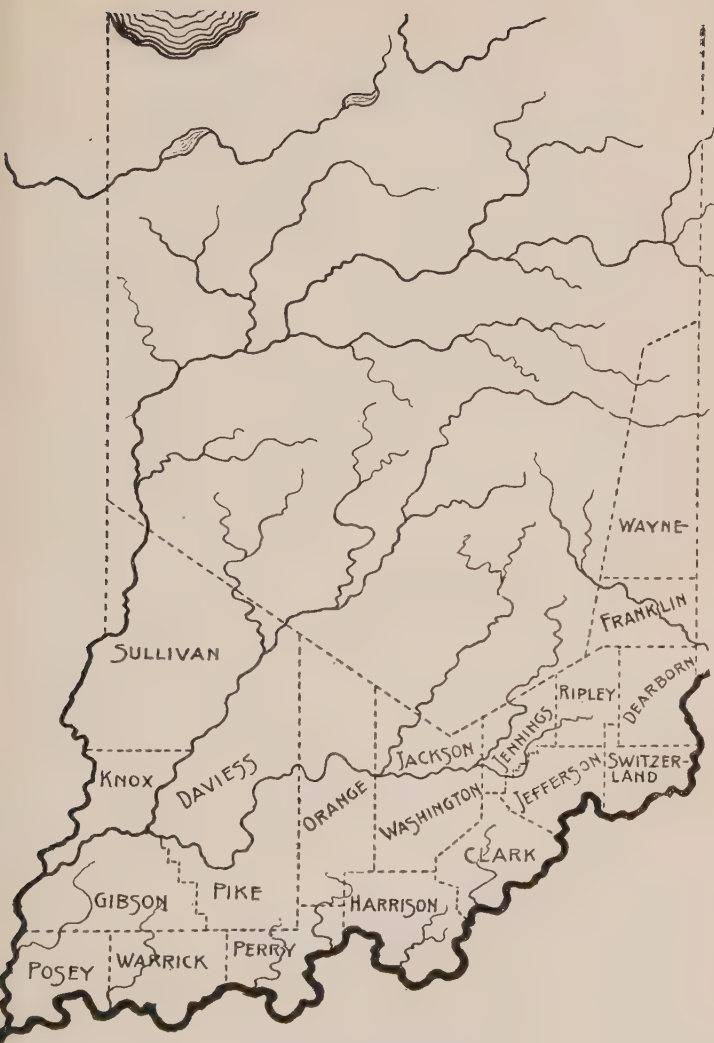 WAYNE
FRANKLIN
SULLIVAN
RIPLEY
DEARBORN
JENNINGS
JACKSON
SWITZER-
LAND
KNOX
DAVIESS
JEFFERSON
ORANGE
WASHINGTON
CLARK
GIBSON
PIKE
HARRISON
PERRY
POSEY
WARRICK